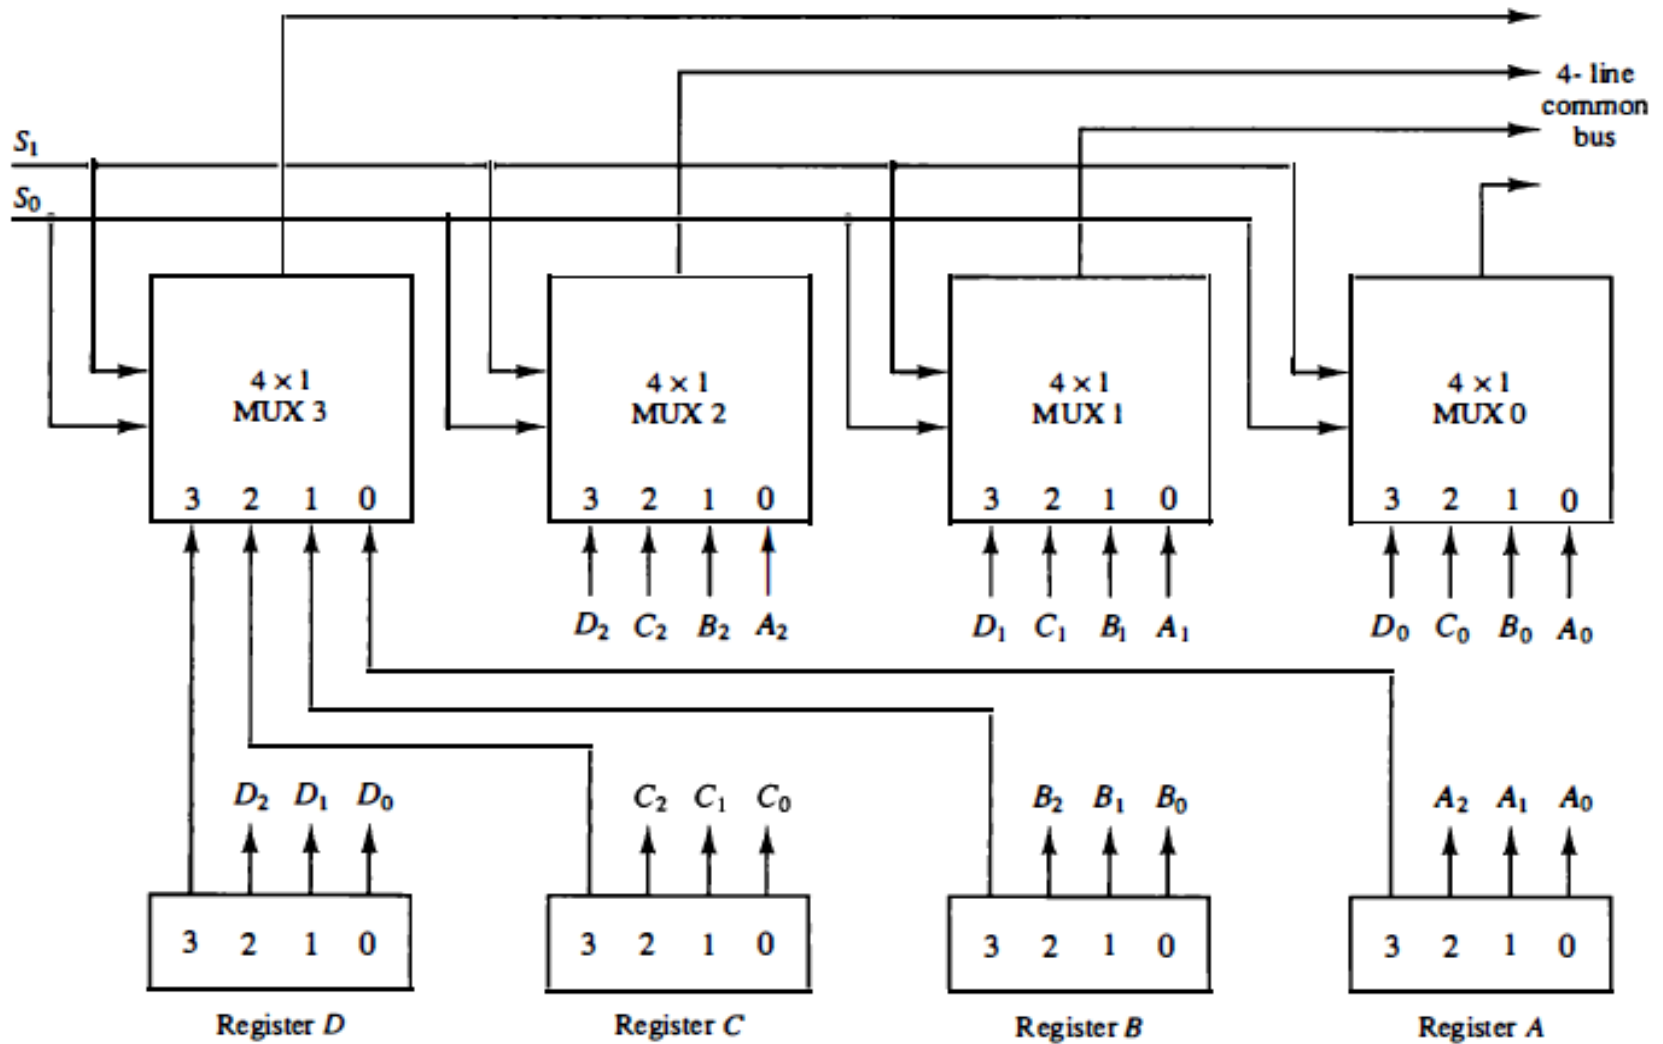 4- line
common
bus
S₁
S₀
4 × 1
MUX 3
4 × 1
MUX 2
4 × 1
MUX 1
4 × 1
MUX 0
3 2 1 0
3 2 1 0
3 2 1 0
3 2 1 0
D₂ C₂ B₂ A₂
D₁ C₁ B₁ A₁
D₀ C₀ B₀ A₀
D₂ D₁ D₀
C₂ C₁ C₀
B₂ B₁ B₀
A₂ A₁ A₀
3 2 1 0
3 2 1 0
3 2 1 0
3 2 1 0
Register D
Register C
Register B
Register A